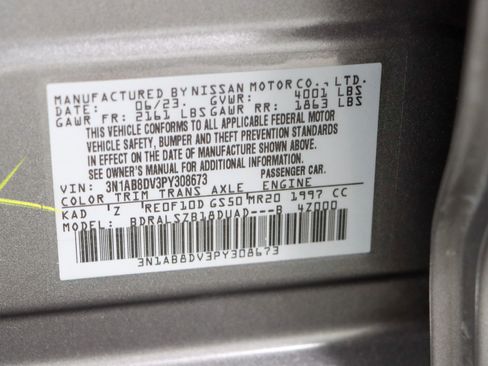 MANUFACTURED BY NISSAN MOTOR CO., LTD.
DATE: 06/23. GVWR: 4001 LBS
GAWR FR: 2161 LBS GAWR RR: 1863 LBS
THIS VEHICLE CONFORMS TO ALL APPLICABLE FEDERAL MOTOR
VEHICLE SAFETY, BUMPER AND THEFT PREVENTION STANDARDS
IN EFFECT ON THE DATE OF MANUFACTURE SHOWN ABOVE.
SEE OWNER'S MANUAL FOR ADDITIONAL INFORMATION.
VIN: 3N1AB8DV3PY308673 PASSENGER CAR.
COLOR TRIM TRANS AXLE ENGINE
KAD 'Z RE0F10D GS50 MR20 1997 CC
MODEL: BDRALSZB18DUAD---B 4Z000
3N1AB8DV3PY308673